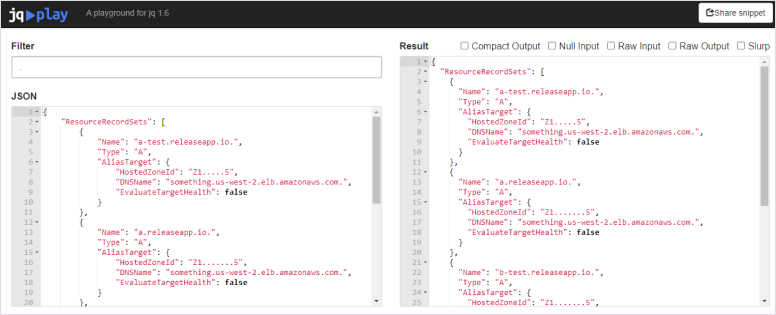 jq play A playground for jq 1.6 Share snippet
Filter
.
JSON
1 {
2 "ResourceRecordSets": [
3 {
4 "Name": "a-test.releaseapp.io.",
5 "Type": "A",
6 "AliasTarget": {
7 "HostedZoneId": "Z1.....S",
8 "DNSName": "something.us-west-2.elb.amazonaws.com.",
9 "EvaluateTargetHealth": false
10 }
11 },
12 {
13 "Name": "a.releaseapp.io.",
14 "Type": "A",
15 "AliasTarget": {
16 "HostedZoneId": "Z1.......S",
17 "DNSName": "something.us-west-2.elb.amazonaws.com.",
18 "EvaluateTargetHealth": false
19 }
20 },
Result Compact Output Null Input Raw Input Raw Output Slurp
1 {
2 "ResourceRecordSets": [
3 {
4 "Name": "a-test.releaseapp.io.",
5 "Type": "A",
6 "AliasTarget": {
7 "HostedZoneId": "Z1.....S",
8 "DNSName": "something.us-west-2.elb.amazonaws.com.",
9 "EvaluateTargetHealth": false
10 }
11 },
12 {
13 "Name": "a.releaseapp.io.",
14 "Type": "A",
15 "AliasTarget": {
16 "HostedZoneId": "Z1.......S",
17 "DNSName": "something.us-west-2.elb.amazonaws.com.",
18 "EvaluateTargetHealth": false
19 }
20 },
21 {
22 "Name": "b-test.releaseapp.io.",
23 "Type": "A",
24 "AliasTarget": {
25 "HostedZoneId": "Z1.......S",